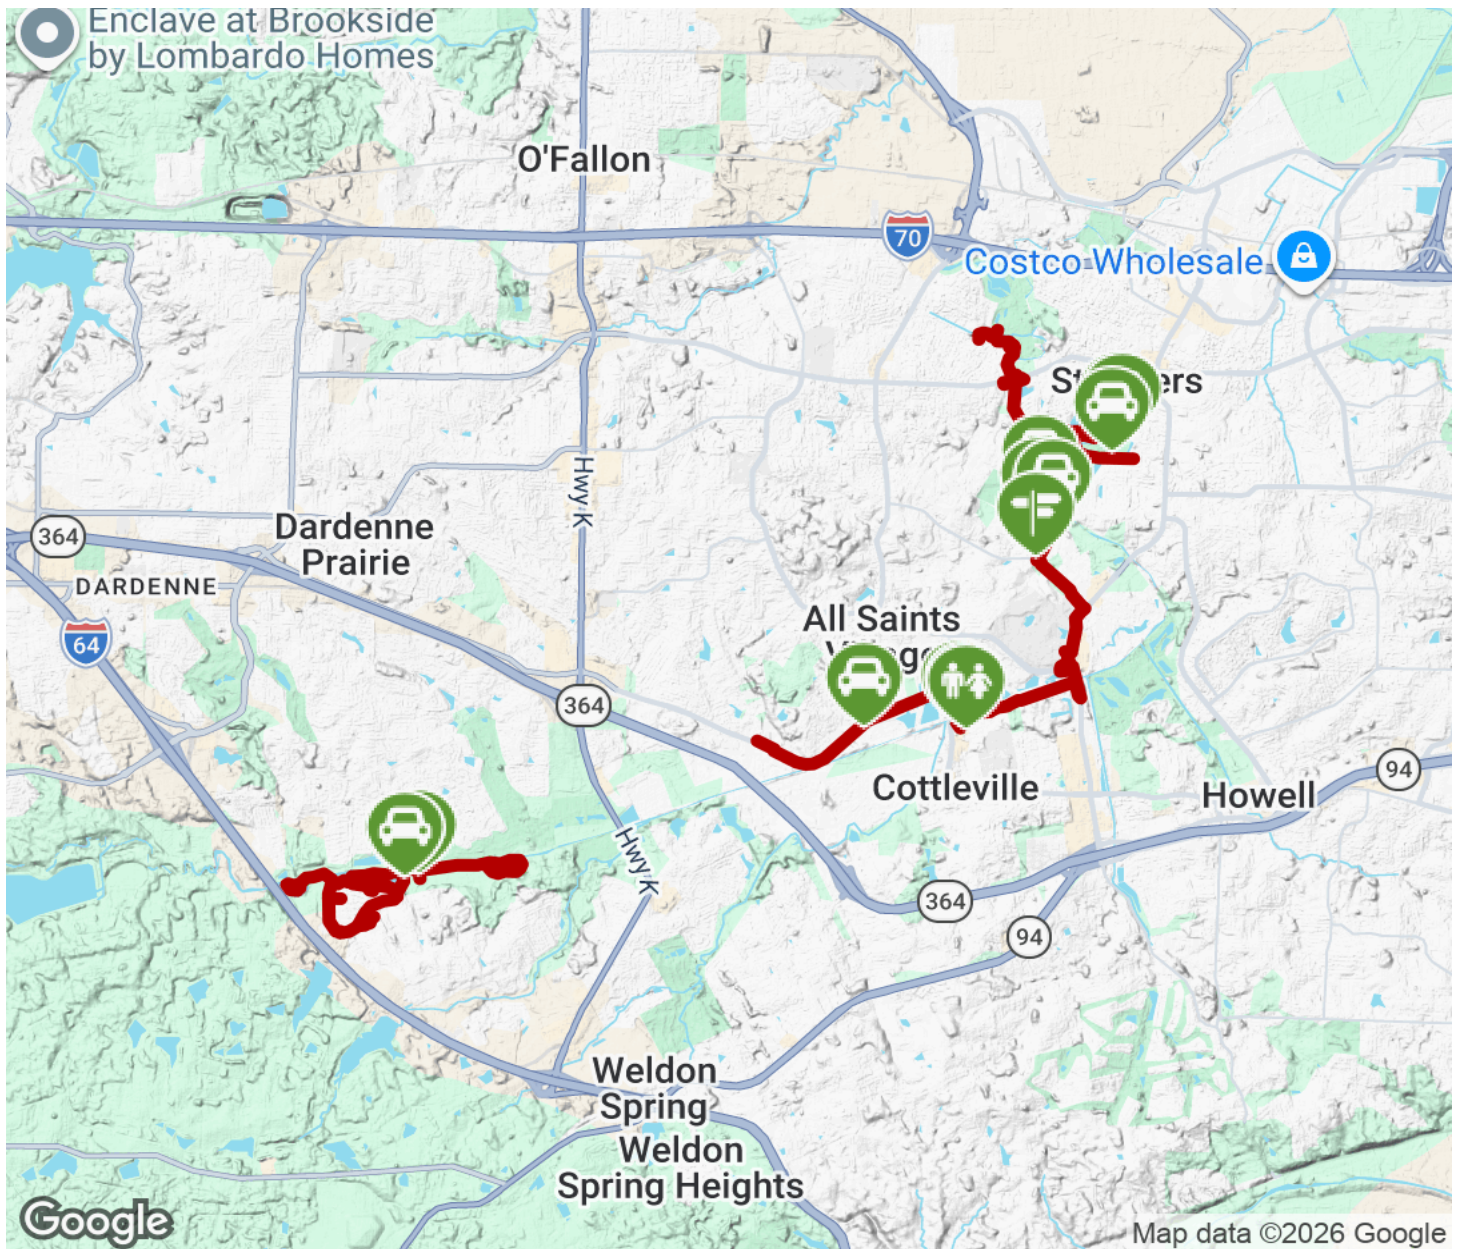 Enclave at Brookside
by Lombardo Homes
O'Fallon
70
Costco Wholesale
Hwy K
364
Dardenne
Prairie
DARDENNE
64
All Saints
364
Cottleville
Howell
94
Hwy K
364
94
Weldon
Spring
Weldon
Spring Heights
Google
Map data ©2026 Google